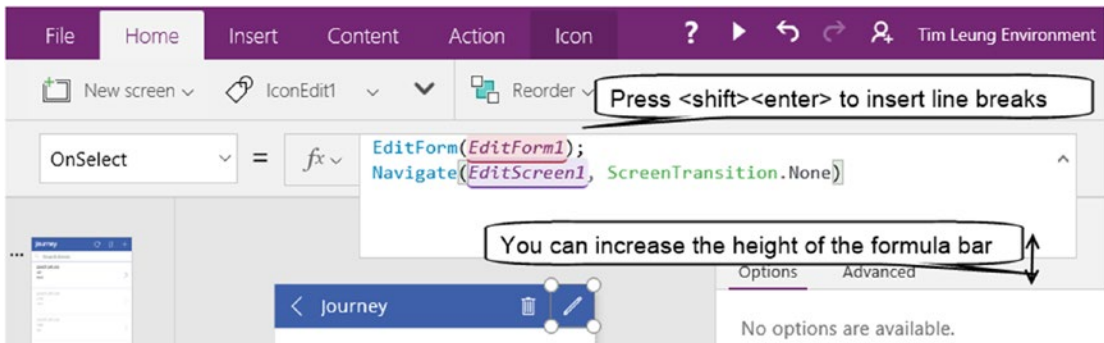 File Home Insert Content Action Icon ? Tim Leung Environment
New screen IconEdit1 Reorder
Press <shift><enter> to insert line breaks
OnSelect = fx EditForm(EditForm1);
Navigate(EditScreen1, ScreenTransition.None)
You can increase the height of the formula bar
Options Advanced
Journey
Journey
No options are available.